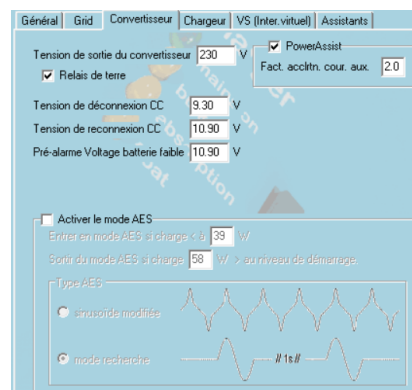 Général Grid Convertisseur Chargeur VS (Inter. virtuel) Assistants
Tension de sortie du convertisseur 230 V
PowerAssist
Relais de terre
Fact. acclrtn. cour. aux. 2.0
Tension de déconnexion CC 9.30 V
Tension de reconnexion CC 10.90 V
Pré-alarme Voltage batterie faible 10.90 V
Activer le mode AES
Entrer en mode AES si charge < à 39 W
Sortir du mode AES si charge 58 W > au niveau de démarrage.
Type AES
sinusoïde modifiée
mode recherche
// 1s //
absorption